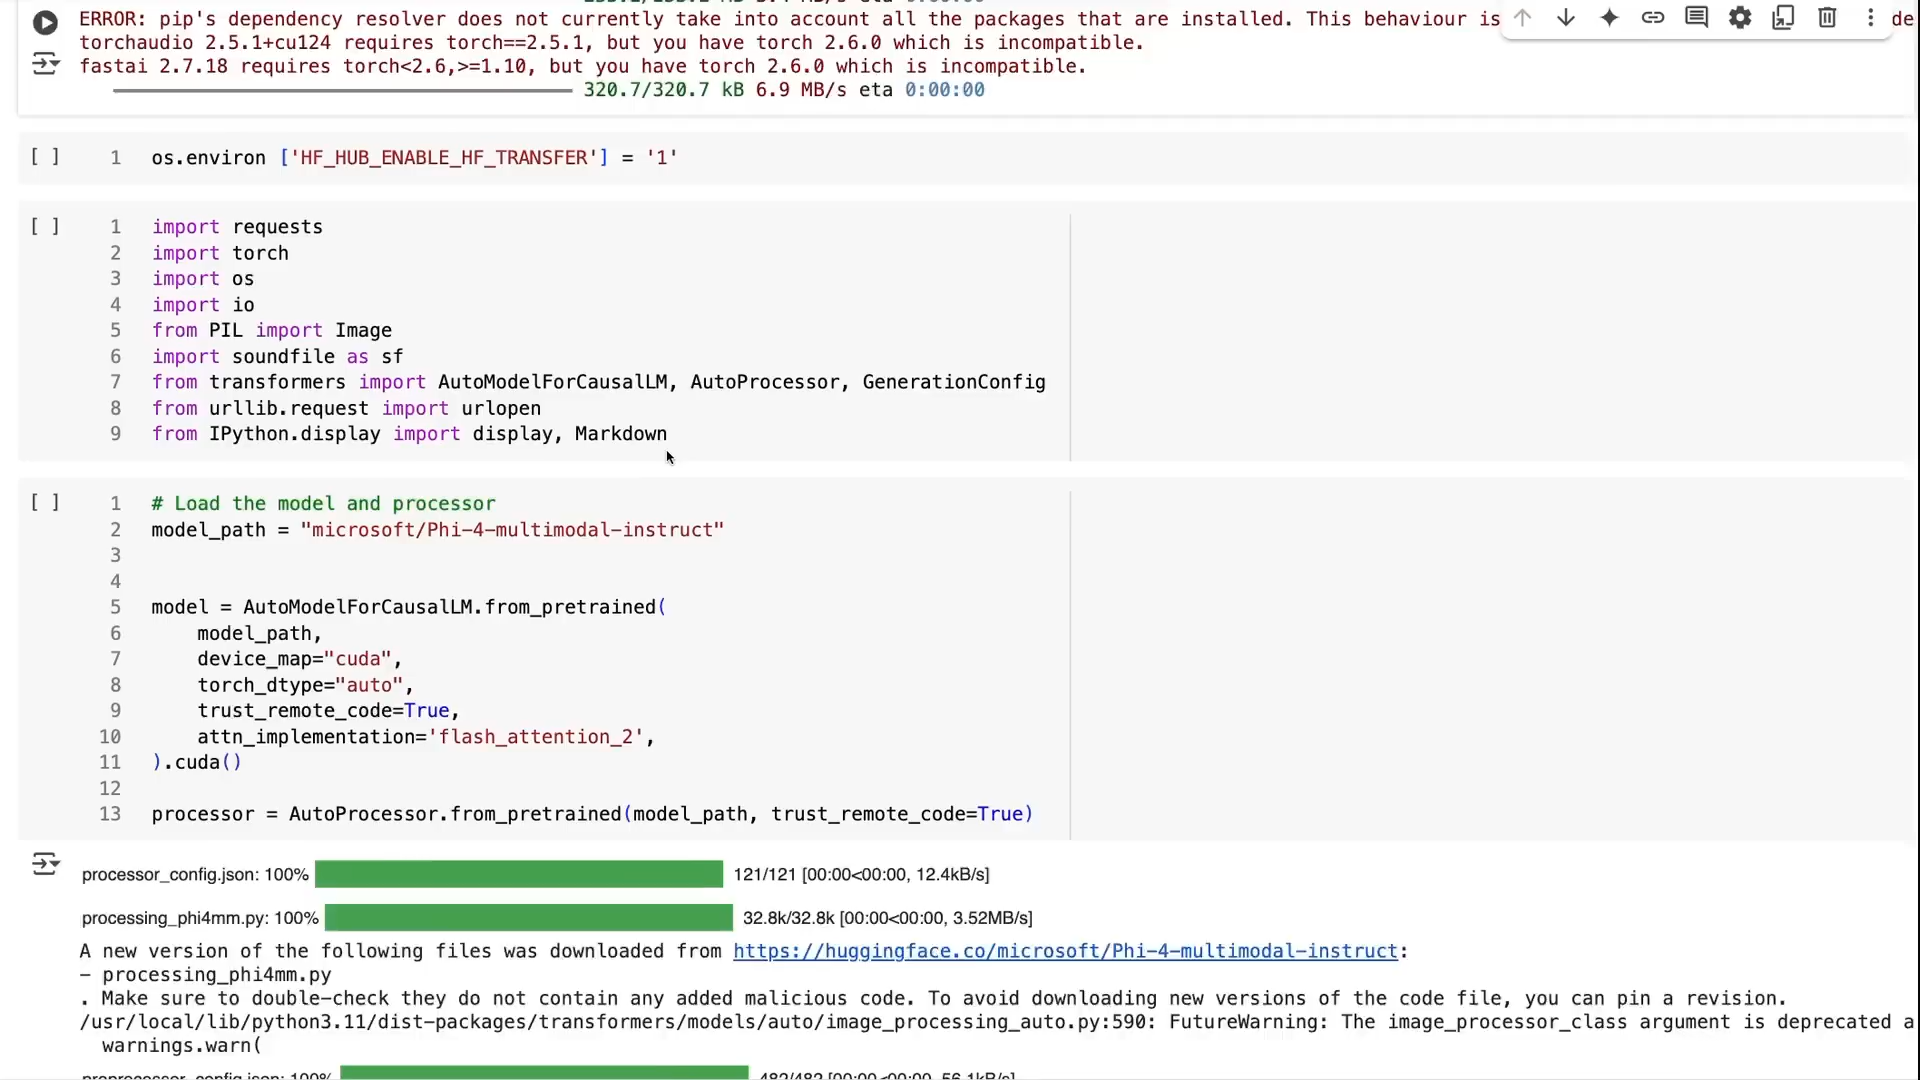 ERROR: pip's dependency resolver does not currently take into account all the packages that are installed. This behaviour is de
torchaudio 2.5.1+cu124 requires torch==2.5.1, but you have torch 2.6.0 which is incompatible.
fastai 2.7.18 requires torch<2.6,>=1.10, but you have torch 2.6.0 which is incompatible.
320.7/320.7 kB 6.9 MB/s eta 0:00:00
[ ] 1 os.environ ['HF_HUB_ENABLE_HF_TRANSFER'] = '1'
[ ] 1 import requests
2 import torch
3 import os
4 import io
5 from PIL import Image
6 import soundfile as sf
7 from transformers import AutoModelForCausalLM, AutoProcessor, GenerationConfig
8 from urllib.request import urlopen
9 from IPython.display import display, Markdown
[ ] 1 # Load the model and processor
2 model_path = "microsoft/Phi-4-multimodal-instruct"
3
4
5 model = AutoModelForCausalLM.from_pretrained(
6 model_path,
7 device_map="cuda",
8 torch_dtype="auto",
9 trust_remote_code=True,
10 attn_implementation='flash_attention_2',
11 ).cuda()
12
13 processor = AutoProcessor.from_pretrained(model_path, trust_remote_code=True)
processor_config.json: 100% 121/121 [00:00<00:00, 12.4kB/s]
processing_phi4mm.py: 100% 32.8k/32.8k [00:00<00:00, 3.52MB/s]
A new version of the following files was downloaded from https://huggingface.co/microsoft/Phi-4-multimodal-instruct:
- processing_phi4mm.py
. Make sure to double-check they do not contain any added malicious code. To avoid downloading new versions of the code file, you can pin a revision.
/usr/local/lib/python3.11/dist-packages/transformers/models/auto/image_processing_auto.py:590: FutureWarning: The image_processor_class argument is deprecated a
warnings.warn(
preprocessor_config.json: 100% 482/482 [00:00<00:00, 56.1kB/s]